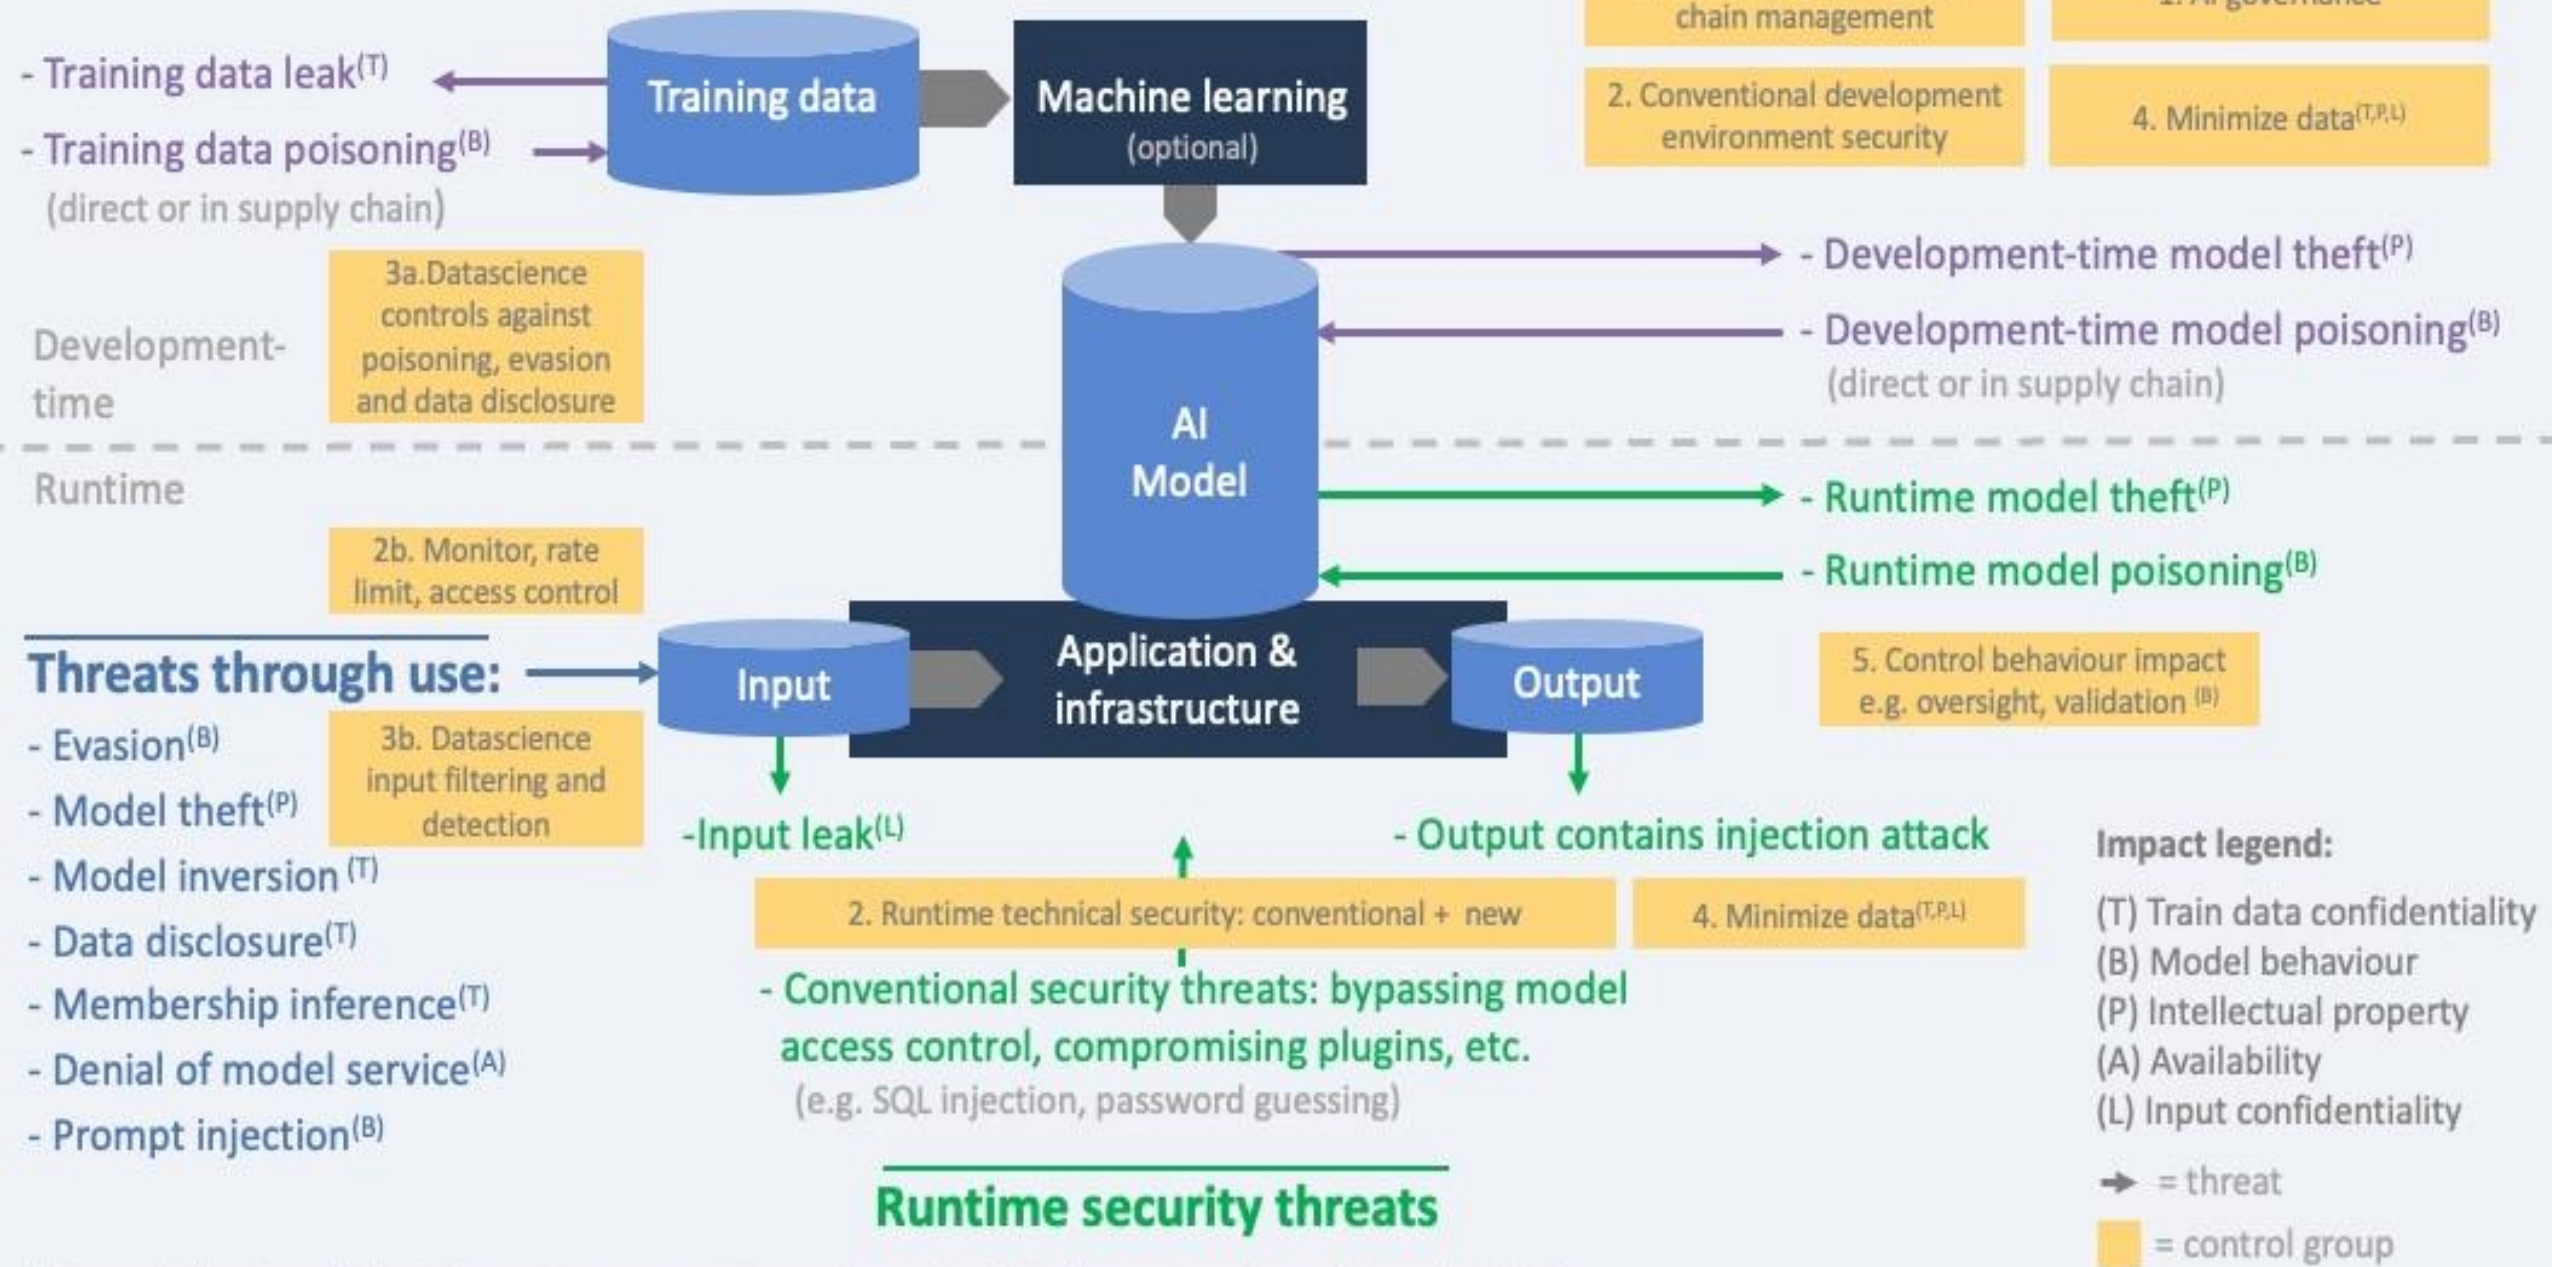 chain management
1. AI governance
- Training data leak(T)
Training data
Machine learning
(optional)
2. Conventional development
environment security
4. Minimize data(T,P,L)
- Training data poisoning(B)
(direct or in supply chain)
3a.Datascience
controls against
poisoning, evasion
and data disclosure
- Development-time model theft(P)
- Development-time model poisoning(B)
(direct or in supply chain)
Development-
time
AI
Model
Runtime
- Runtime model theft(P)
- Runtime model poisoning(B)
2b. Monitor, rate
limit, access control
Threats through use:
Input
Application &
infrastructure
Output
5. Control behaviour impact
e.g. oversight, validation (B)
- Evasion(B)
- Model theft(P)
- Model inversion (T)
- Data disclosure(T)
- Membership inference(T)
- Denial of model service(A)
- Prompt injection(B)
3b. Datascience
input filtering and
detection
-Input leak(L)
- Output contains injection attack
2. Runtime technical security: conventional + new
4. Minimize data(T,P,L)
- Conventional security threats: bypassing model
access control, compromising plugins, etc.
(e.g. SQL injection, password guessing)
Runtime security threats
Impact legend:
(T) Train data confidentiality
(B) Model behaviour
(P) Intellectual property
(A) Availability
(L) Input confidentiality
= threat
= control group